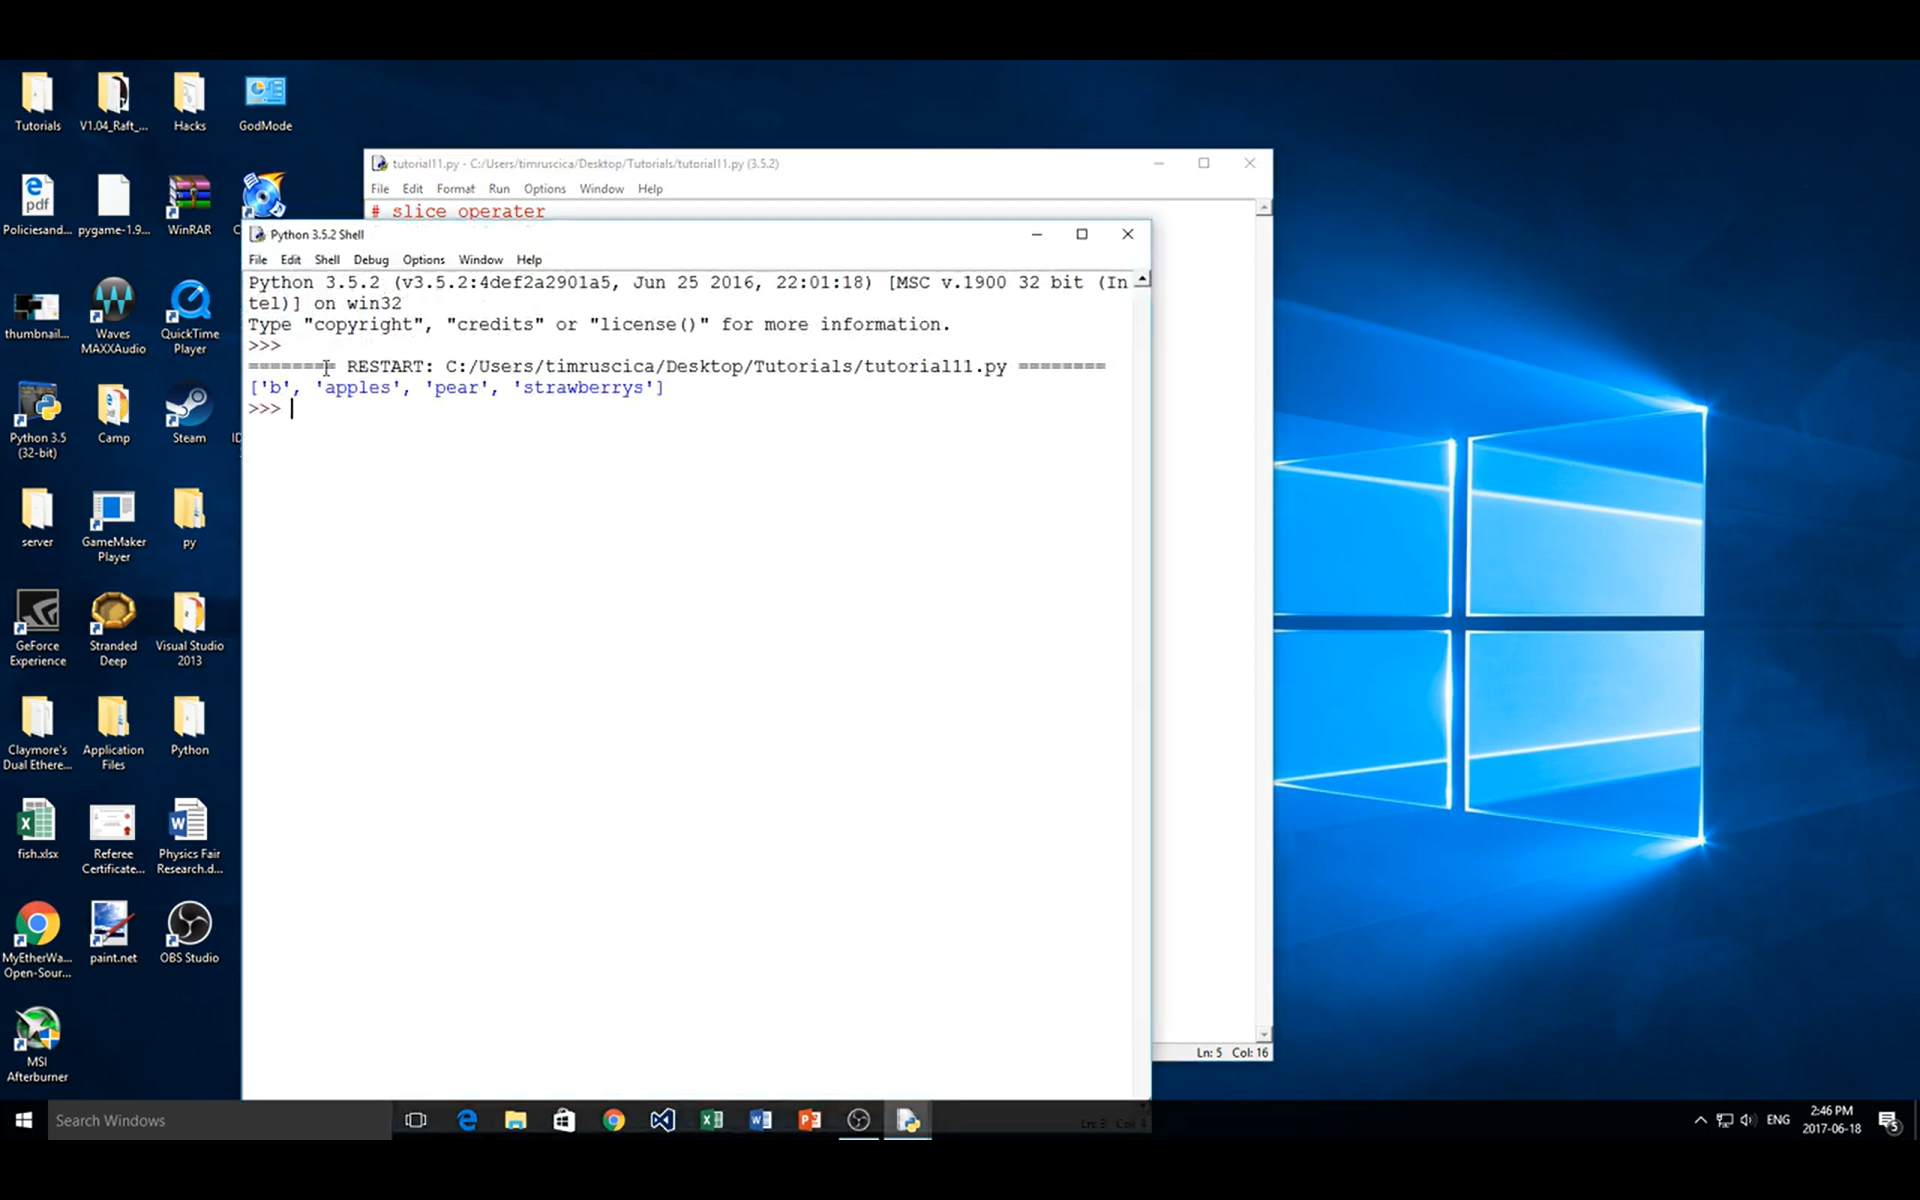 Tutorials
V1.04_Raft_...
Hacks
GodMode
Policiesand...
pygame-1.9...
WinRAR
thumbnail...
Waves
MAXXAudio
QuickTime
Player
Python 3.5
(32-bit)
Camp
Steam
server
GameMaker
Player
py
GeForce
Experience
Stranded
Deep
Visual Studio
2013
Claymore's
Dual Ethere...
Application
Files
Python
fish.xlsx
Referee
Certificate...
Physics Fair
Research.d...
MyEtherWa...
Open-Sour...
paint.net
OBS Studio
MSI
Afterburner
tutorial11.py - C:/Users/timruscica/Desktop/Tutorials/tutorial11.py (3.5.2)
File Edit Format Run Options Window Help
# slice operater
Python 3.5.2 Shell
File Edit Shell Debug Options Window Help
Python 3.5.2 (v3.5.2:4def2a2901a5, Jun 25 2016, 22:01:18) [MSC v.1900 32 bit (In
tel)] on win32
Type "copyright", "credits" or "license()" for more information.
>>>
======== RESTART: C:/Users/timruscica/Desktop/Tutorials/tutorial11.py ========
['b', 'apples', 'pear', 'strawberrys']
>>>
Ln: 5 Col: 16
Search Windows
ENG
2:46 PM
2017-06-18
5